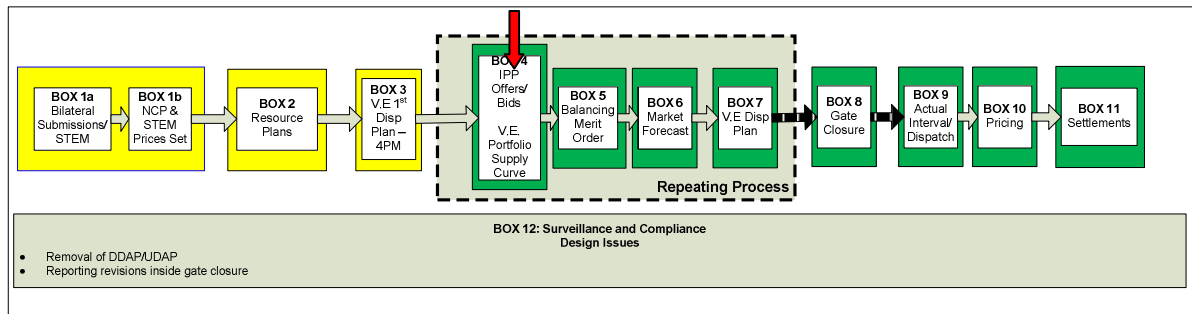 BOX 1a
Bilateral
Submissions/
STEM
BOX 1b
NCP &
STEM
Prices Set
BOX 2
Resource
Plans
BOX 3
V.E 1st
Disp
Plan –
4PM
BOX 4
IPP
Offers/
Bids
V.E.
Portfolio
Supply
Curve
BOX 5
Balancing
Merit
Order
BOX 6
Market
Forecast
BOX 7
V.E Disp
Plan
Repeating Process
BOX 8
Gate
Closure
BOX 9
Actual
Interval/
Dispatch
BOX 10
Pricing
BOX 11
Settlements
BOX 12: Surveillance and Compliance
Design Issues
• Removal of DDAP/UDAP
• Reporting revisions inside gate closure